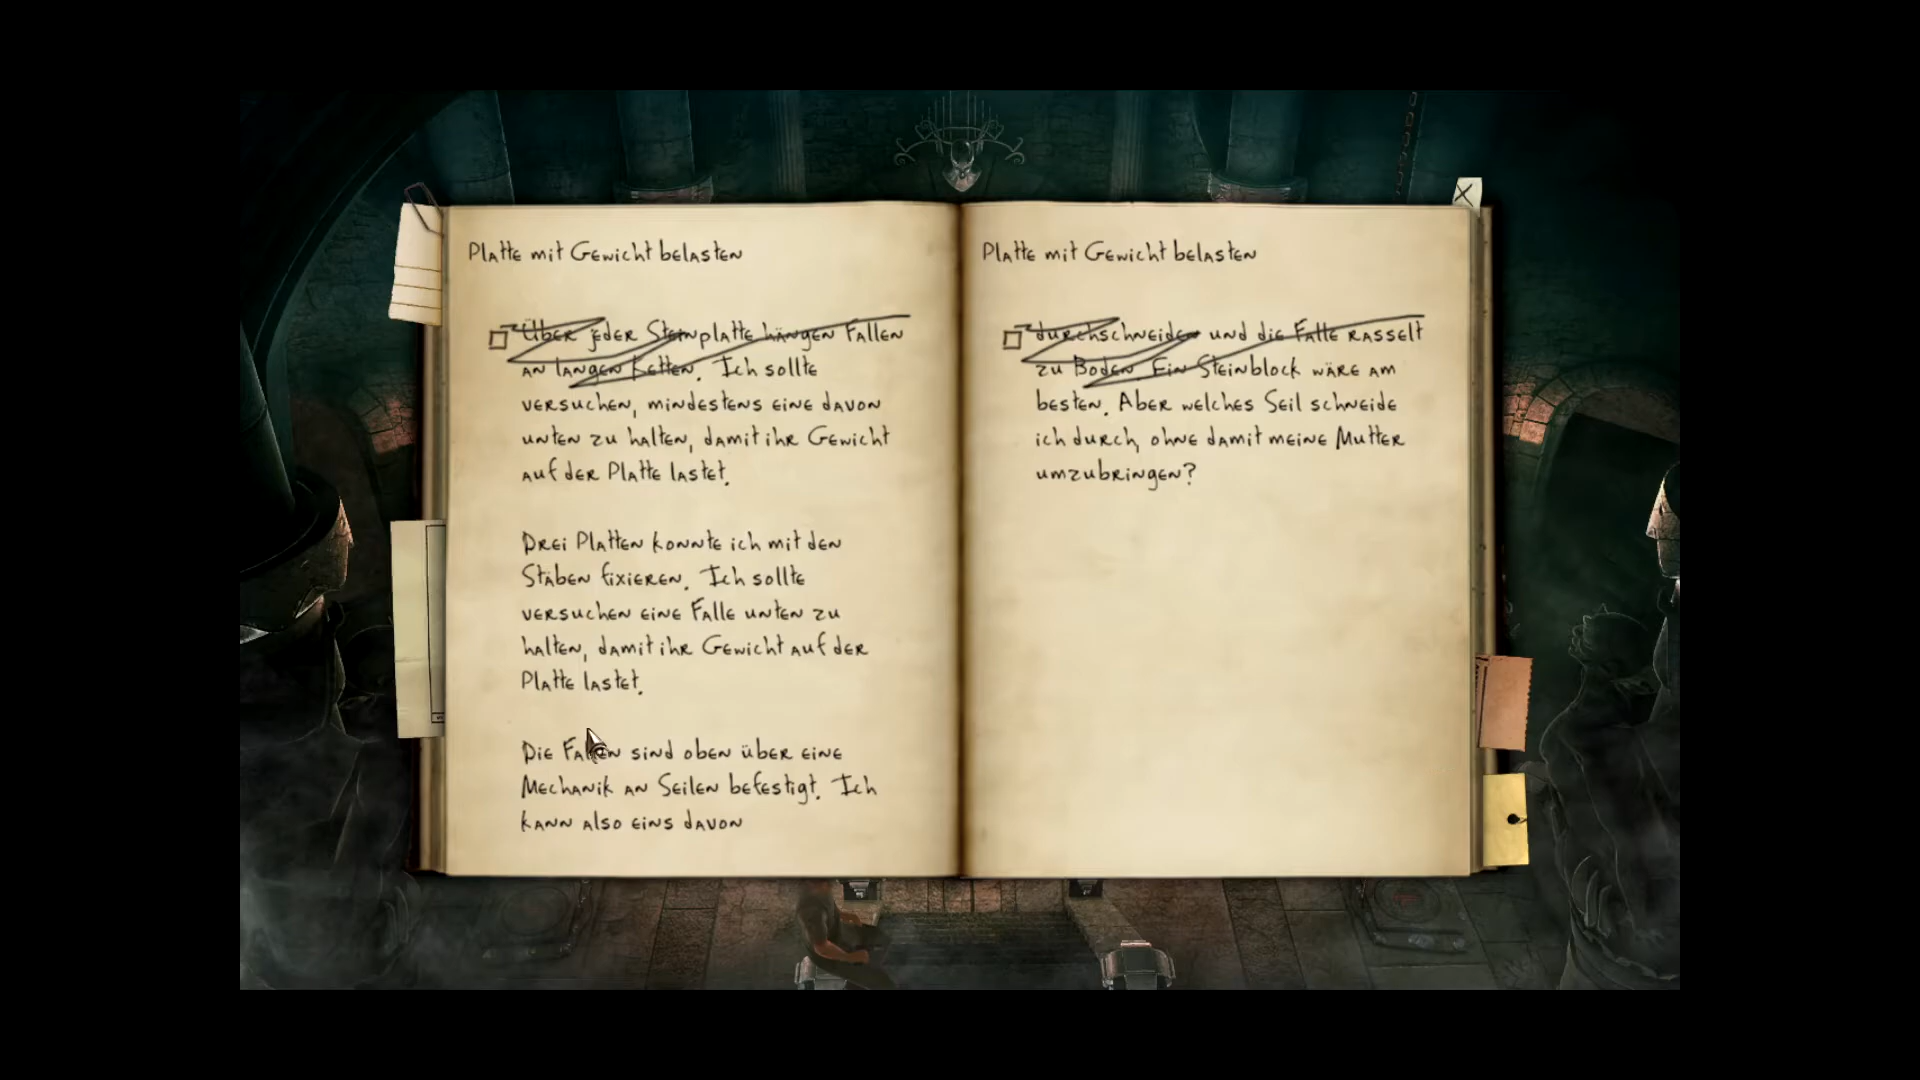 Platte mit Gewicht belasten
Über jeder Steinplatte hängen Fallen
an langen Ketten. Ich sollte
versuchen, mindestens eine davon
unten zu halten, damit ihr Gewicht
auf der Platte lastet.
Drei Platten konnte ich mit den
Stäben fixieren. Ich sollte
versuchen eine Falle unten zu
halten, damit ihr Gewicht auf der
Platte lastet.
Die Fallen sind oben über eine
Mechanik an Seilen befestigt. Ich
kann also eins davon
Platte mit Gewicht belasten
durchschneiden und die Falle rasselt
zu Boden. Ein Steinblock wäre am
besten. Aber welches Seil schneide
ich durch, ohne damit meine Mutter
umzubringen?